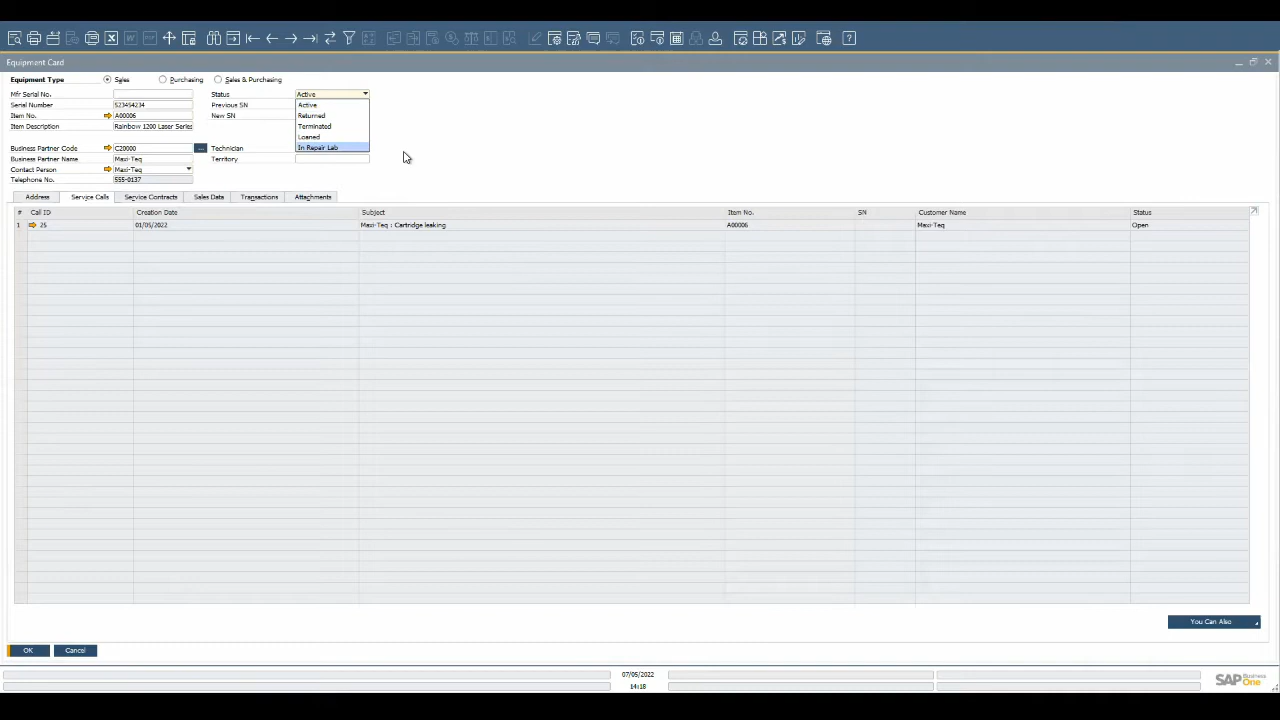 Equipment Card
Equipment Type Sales Purchasing Sales & Purchasing
Mfr Serial No. Status Active
Serial Number 523454234 Previous SN Active
Item No. A00006 New SN Returned
Item Description Rainbow 1200 Laser Series Terminated
Loaned
Business Partner Code C20000 ... Technician In Repair Lab
Business Partner Name Maxi-Teq Territory
Contact Person Maxi-Teq
Telephone No. 555-0137
Address Service Calls Service Contracts Sales Data Transactions Attachments
# Call ID Creation Date Subject Item No. SN Customer Name Status
1 25 01/05/2022 Maxi-Teq : Cartridge leaking A00006 Maxi-Teq Open
You Can Also
OK Cancel
07/05/2022
14:18
SAP Business One